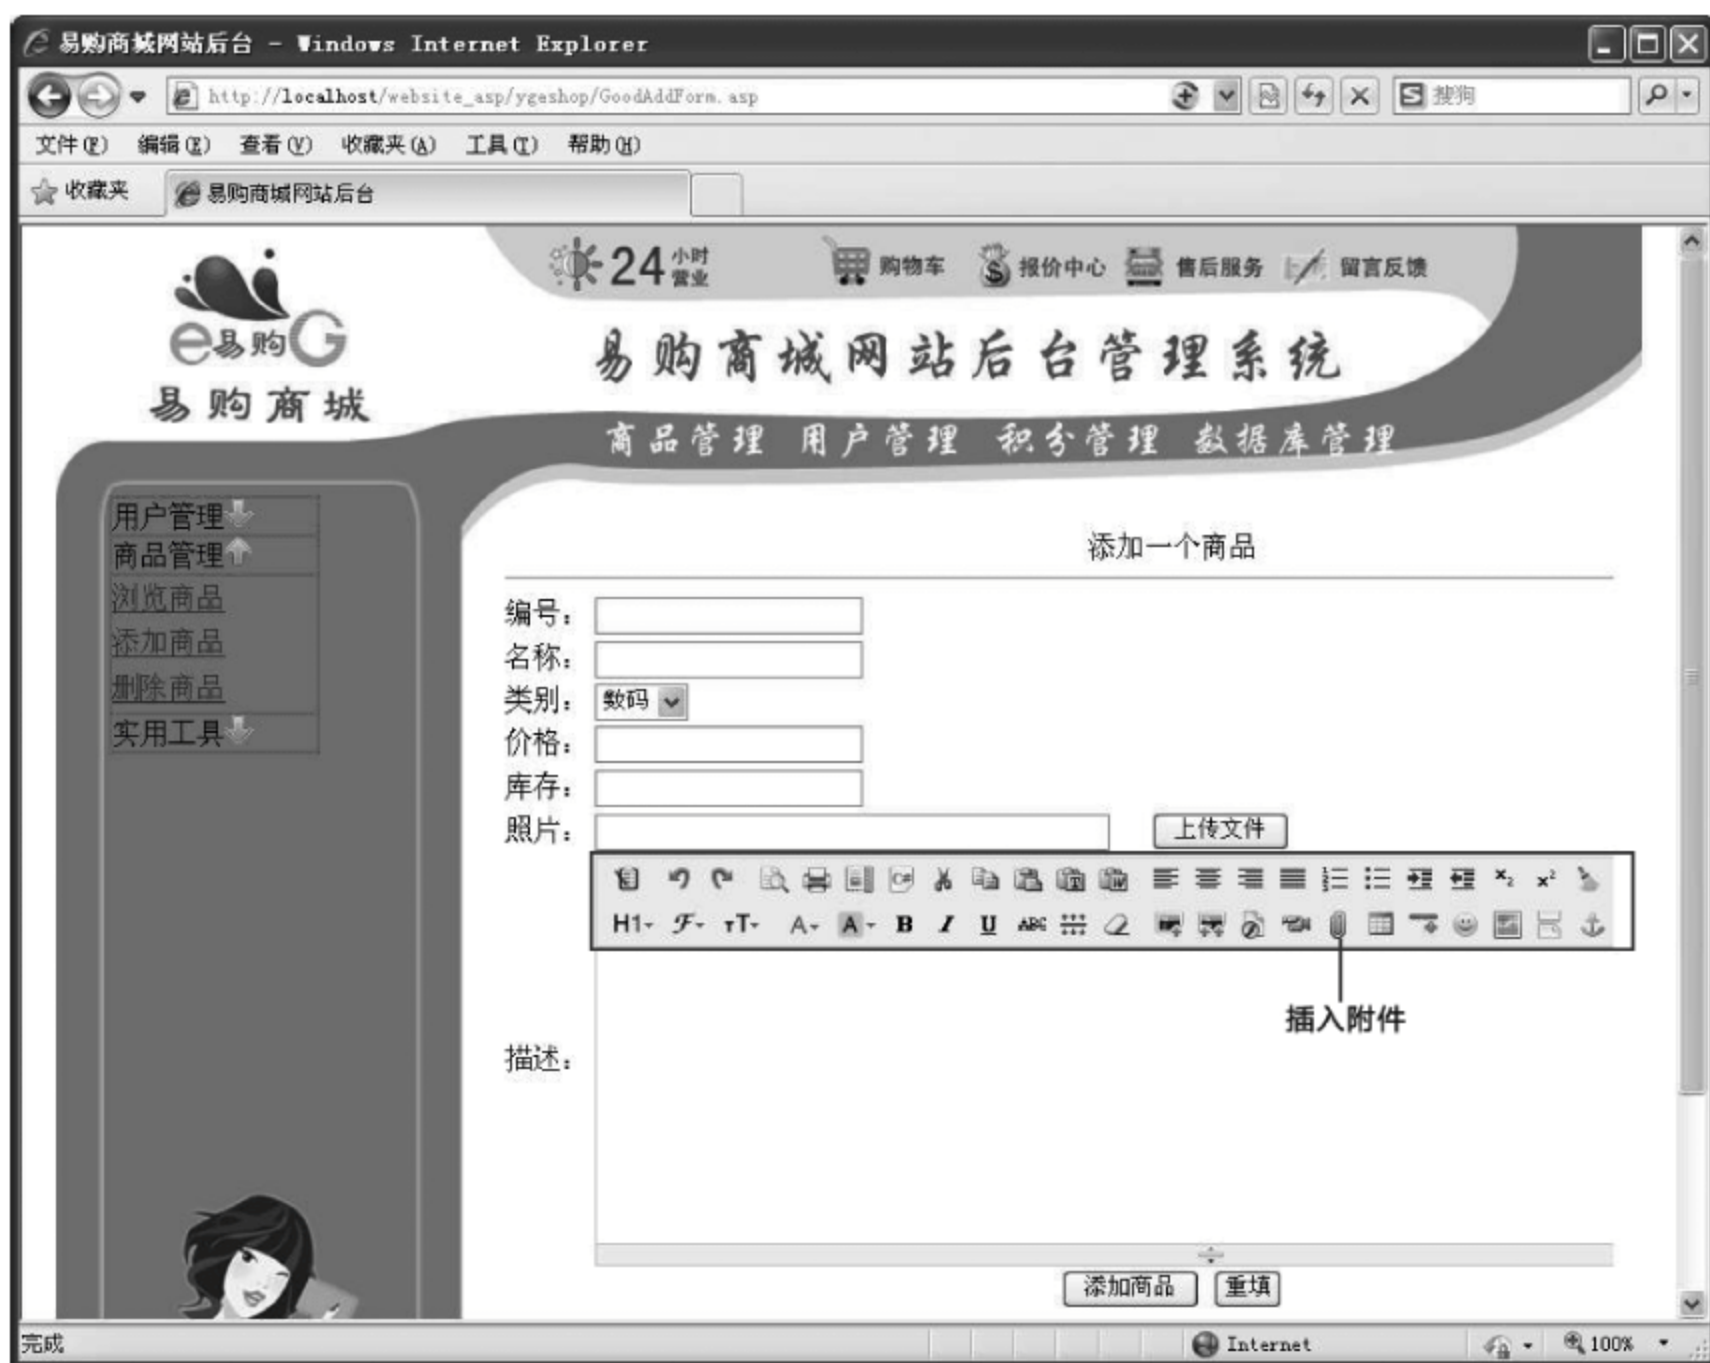 易购商城网站后台 - Windows Internet Explorer
http://localhost/website_asp/ygeshop/GoodAddForm.asp
搜狗
文件(F) 编辑(E) 查看(V) 收藏夹(A) 工具(T) 帮助(H)
收藏夹 易购商城网站后台
24小时营业 购物车 报价中心 售后服务 留言反馈
e易购G
易购商城
易购商城网站后台管理系统
商品管理 用户管理 积分管理 数据库管理
用户管理
商品管理
浏览商品
添加商品
删除商品
实用工具
添加一个商品
编号：
名称：
类别： 数码
价格：
库存：
照片： 上传文件
H1 F TT A A B I U ABC
插入附件
描述：
添加商品 重填
完成 Internet 100%